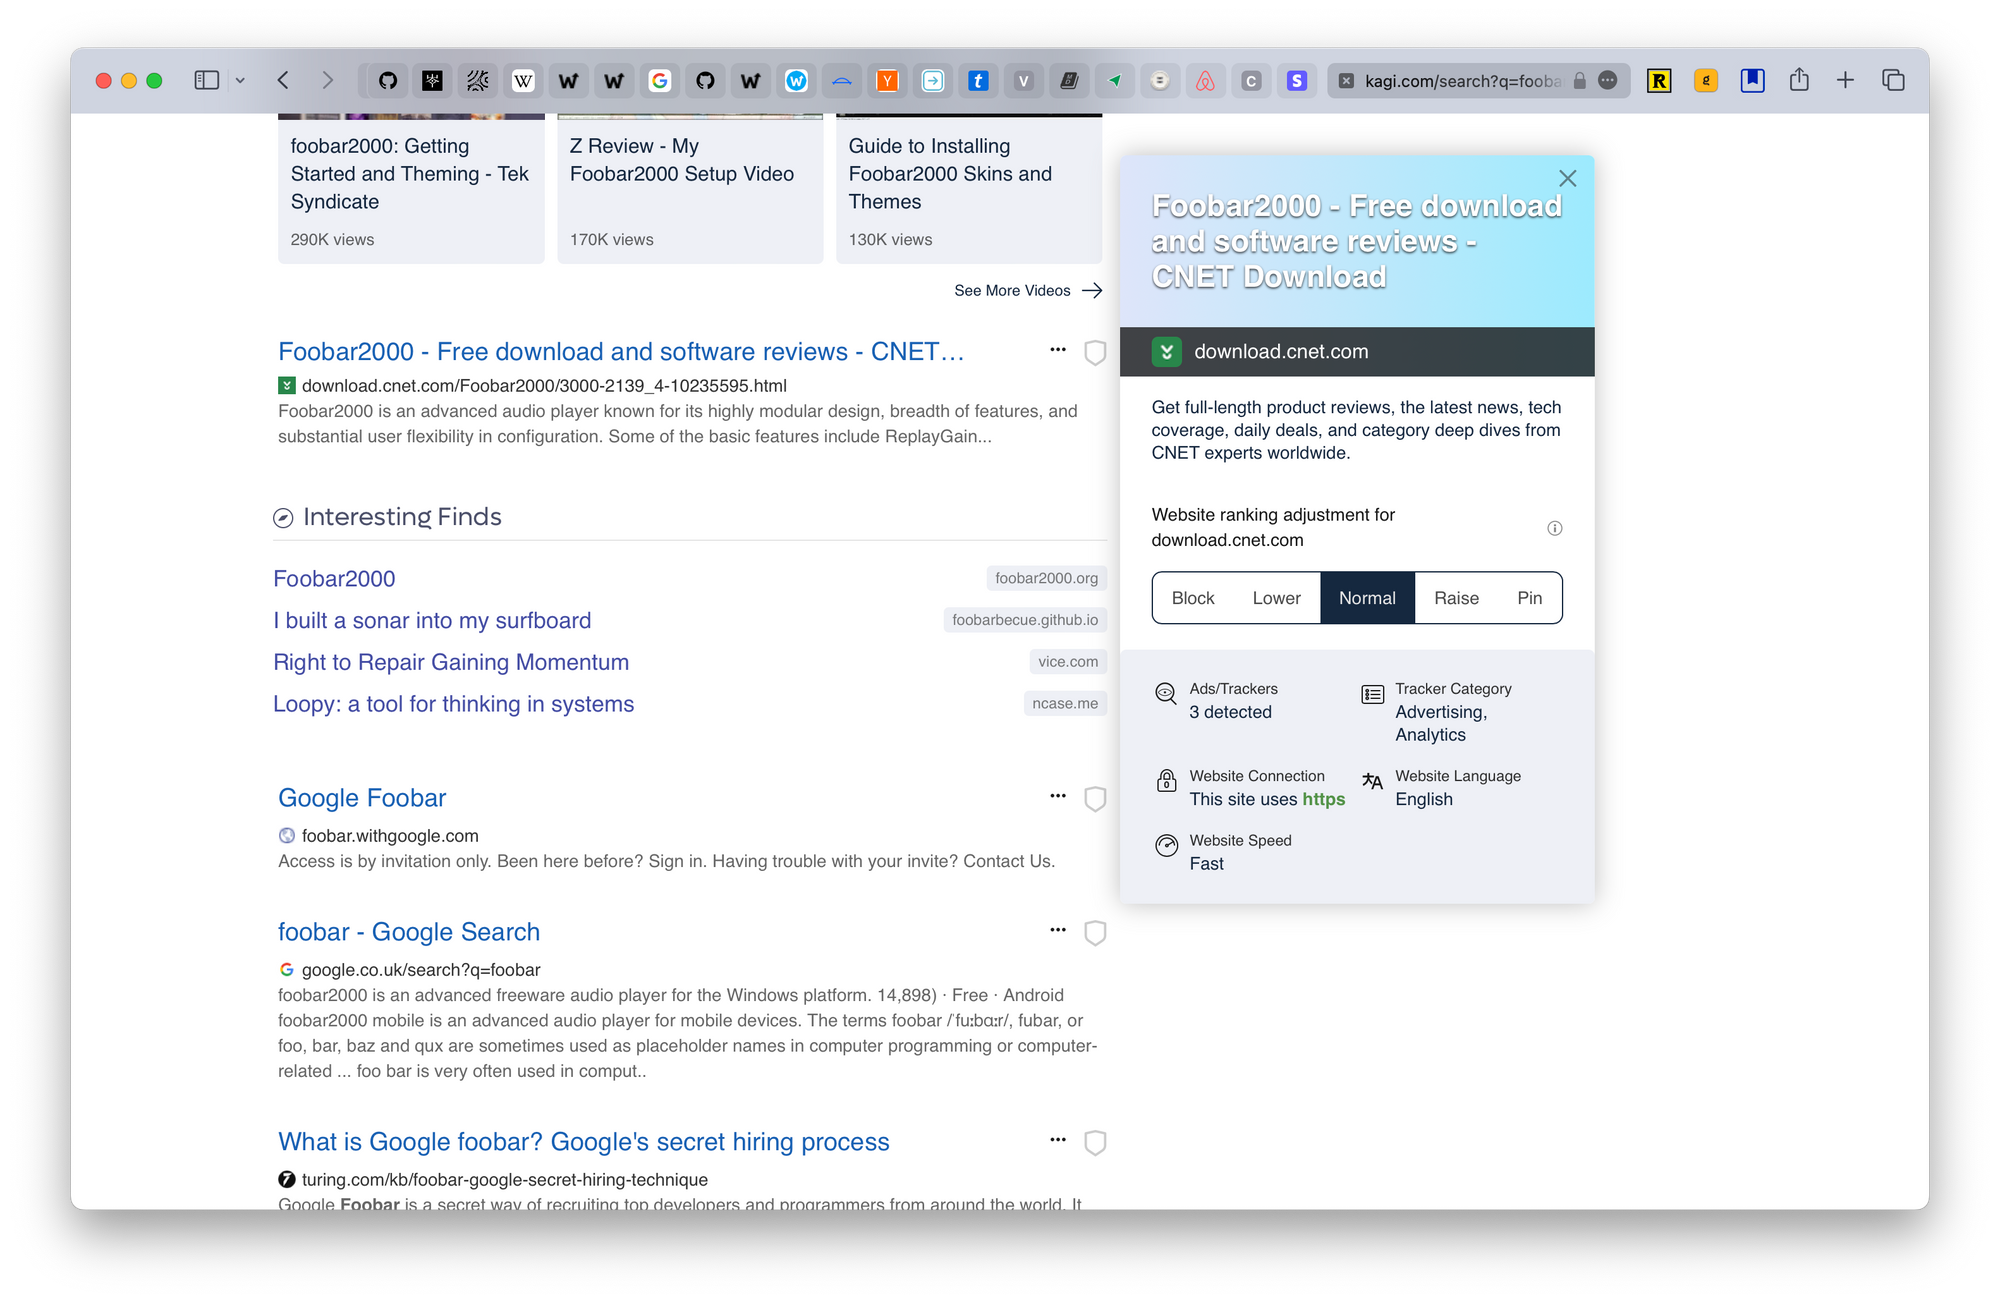 kagi.com/search?q=fooba
foobar2000: Getting
Started and Theming - Tek
Syndicate
290K views
Z Review - My
Foobar2000 Setup Video
170K views
Guide to Installing
Foobar2000 Skins and
Themes
130K views
See More Videos
Foobar2000 - Free download and software reviews - CNET…
download.cnet.com/Foobar2000/3000-2139_4-10235595.html
Foobar2000 is an advanced audio player known for its highly modular design, breadth of features, and
substantial user flexibility in configuration. Some of the basic features include ReplayGain...
Interesting Finds
Foobar2000
foobar2000.org
I built a sonar into my surfboard
foobarbecue.github.io
Right to Repair Gaining Momentum
vice.com
Loopy: a tool for thinking in systems
ncase.me
Google Foobar
foobar.withgoogle.com
Access is by invitation only. Been here before? Sign in. Having trouble with your invite? Contact Us.
foobar - Google Search
google.co.uk/search?q=foobar
foobar2000 is an advanced freeware audio player for the Windows platform. 14,898) · Free · Android
foobar2000 mobile is an advanced audio player for mobile devices. The terms foobar /ˈfuːbɑːr/, fubar, or
foo, bar, baz and qux are sometimes used as placeholder names in computer programming or computer-
related ... foo bar is very often used in comput..
What is Google foobar? Google's secret hiring process
turing.com/kb/foobar-google-secret-hiring-technique
Google Foobar is a secret way of recruiting top developers and programmers from around the world. It
Foobar2000 - Free download
and software reviews -
CNET Download
download.cnet.com
Get full-length product reviews, the latest news, tech
coverage, daily deals, and category deep dives from
CNET experts worldwide.
Website ranking adjustment for
download.cnet.com
Block Lower Normal Raise Pin
Ads/Trackers
3 detected
Tracker Category
Advertising,
Analytics
Website Connection
This site uses https
Website Language
English
Website Speed
Fast